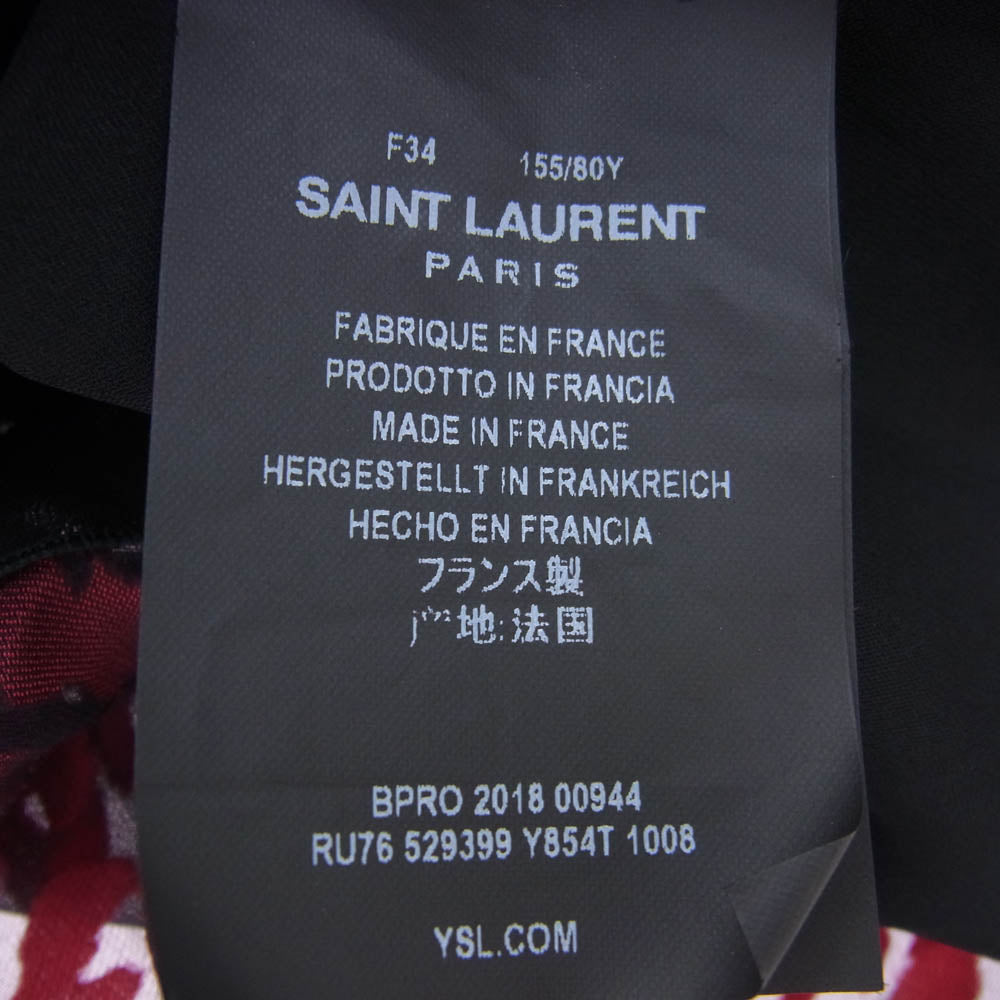 F34 155/80Y
SAINT LAURENT
PARIS
FABRIQUE EN FRANCE
PRODOTTO IN FRANCIA
MADE IN FRANCE
HERGESTELLT IN FRANKREICH
HECHO EN FRANCIA
フランス製
地:法国
BPRO 2018 00944
RU76 529399 Y854T 1008
YSL.COM